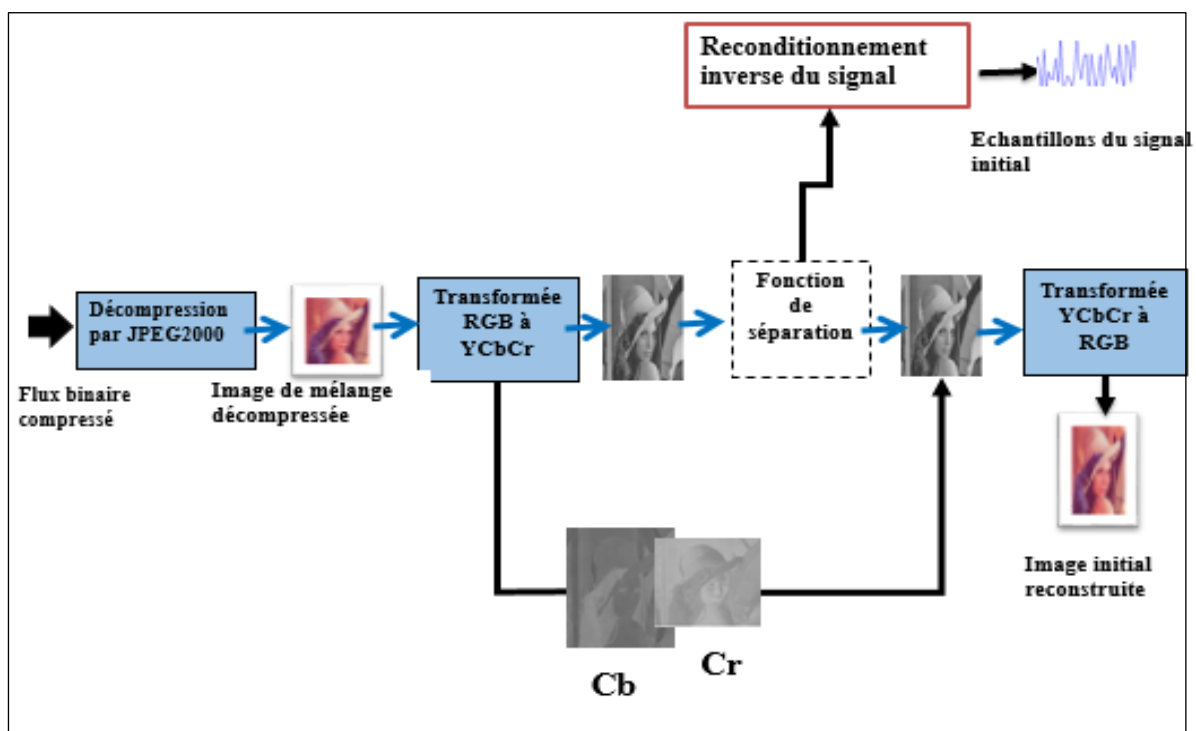 Reconditionnement
inverse du signal
Echantillons du signal
initial
Décompression
par JPEG2000
Transformée
RGB à
YCbCr
Fonction
de
séparation
Transformée
YCbCr à
RGB
Flux binaire
compressé
Image de mélange
décompressée
Image initial
reconstruite
Cb
Cr